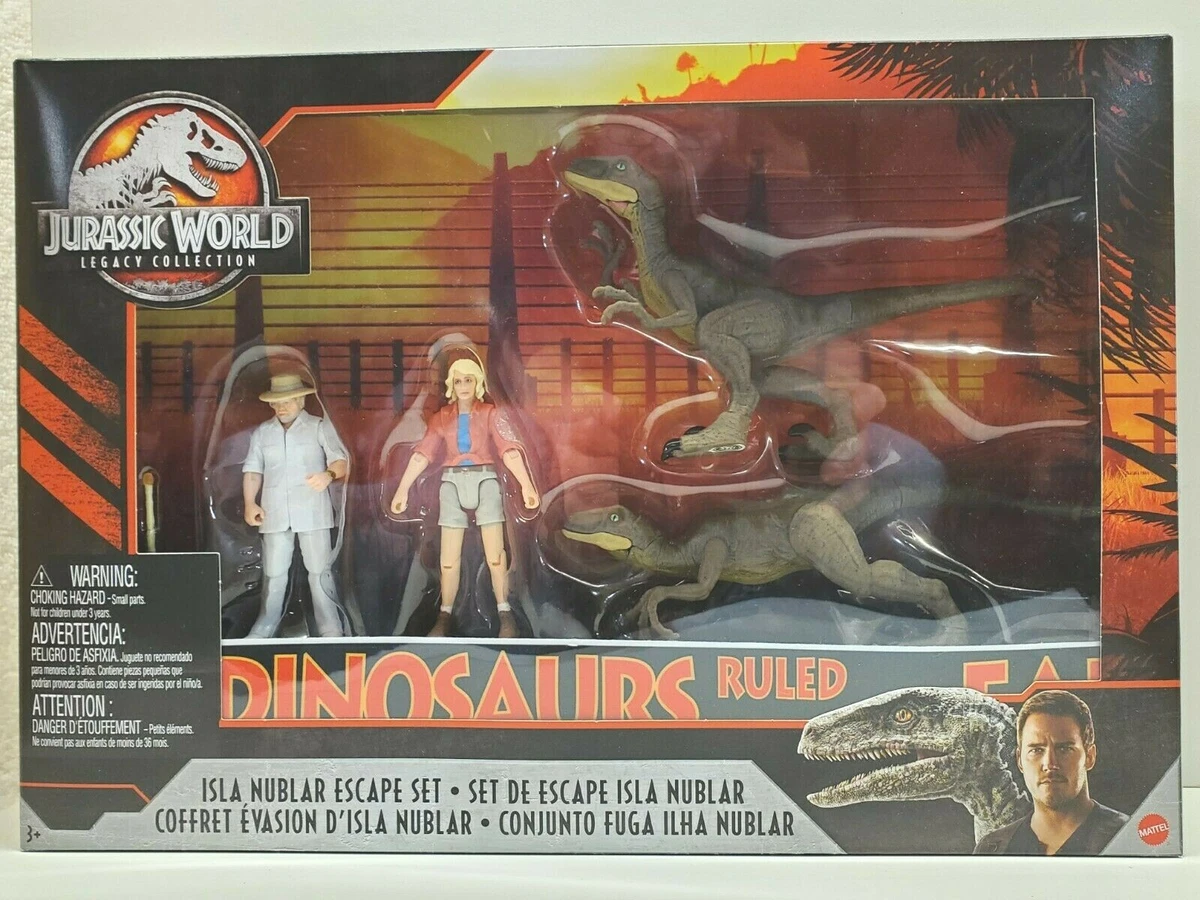 JURASSIC WORLD
LEGACY COLLECTION
WARNING:
CHOKING HAZARD - Small parts.
Not for children under 3 years.
ADVERTENCIA:
PELIGRO DE ASFIXIA. Juguete no recomendado
para menores de 3 años. Contiene piezas pequeñas que
podrían provocar asfixia en caso de ser ingeridas por el niño/a.
ATTENTION :
DANGER D'ÉTOUFFEMENT - Petits éléments.
Ne convient pas aux enfants de moins de 36 mois.
DINOSAURS RULED
ISLA NUBLAR ESCAPE SET • SET DE ESCAPE ISLA NUBLAR
COFFRET ÉVASION D'ISLA NUBLAR • CONJUNTO FUGA ILHA NUBLAR
3+
MATTEL